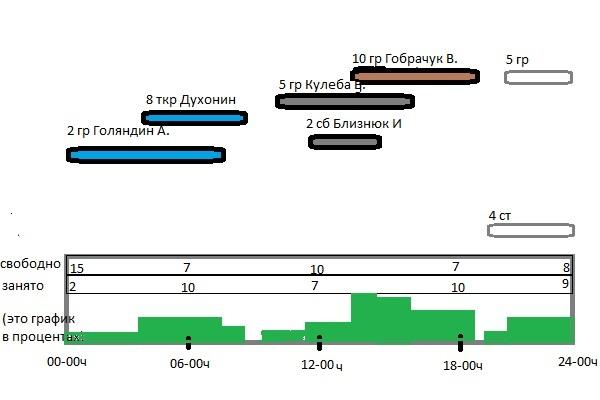 10 гр Гобрачук В.
5 гр
5 гр Кулеба Е.
8 ткр Духонин
2 сб Близнюк И
2 гр Голяндин А.
4 ст
свободно 15 7 10 7 8
занято 2 10 7 10 9
(это график
в процентах)
00-00ч 06-00ч 12-00 ч 18-00ч 24-00ч